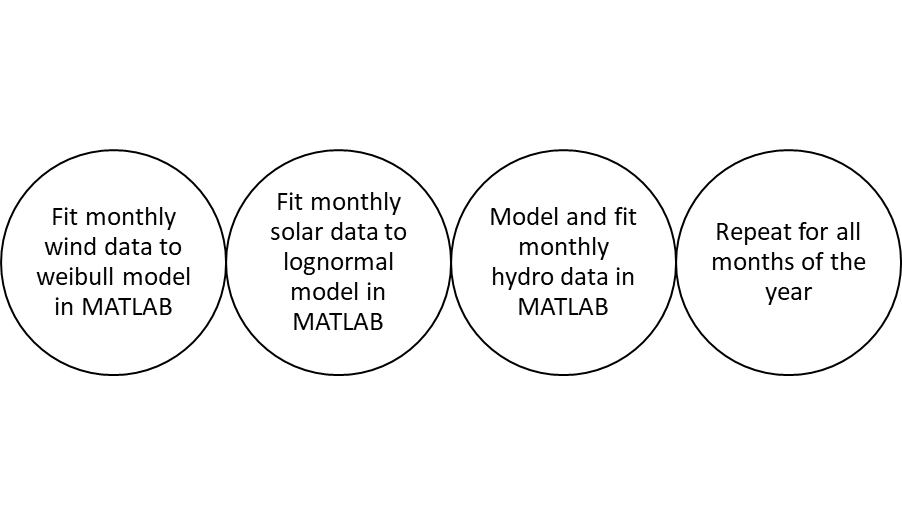 Fit monthly
wind data to
weibull model
in MATLAB
Fit monthly
solar data to
lognormal
model in
MATLAB
Model and fit
monthly
hydro data in
MATLAB
Repeat for all
months of the
year